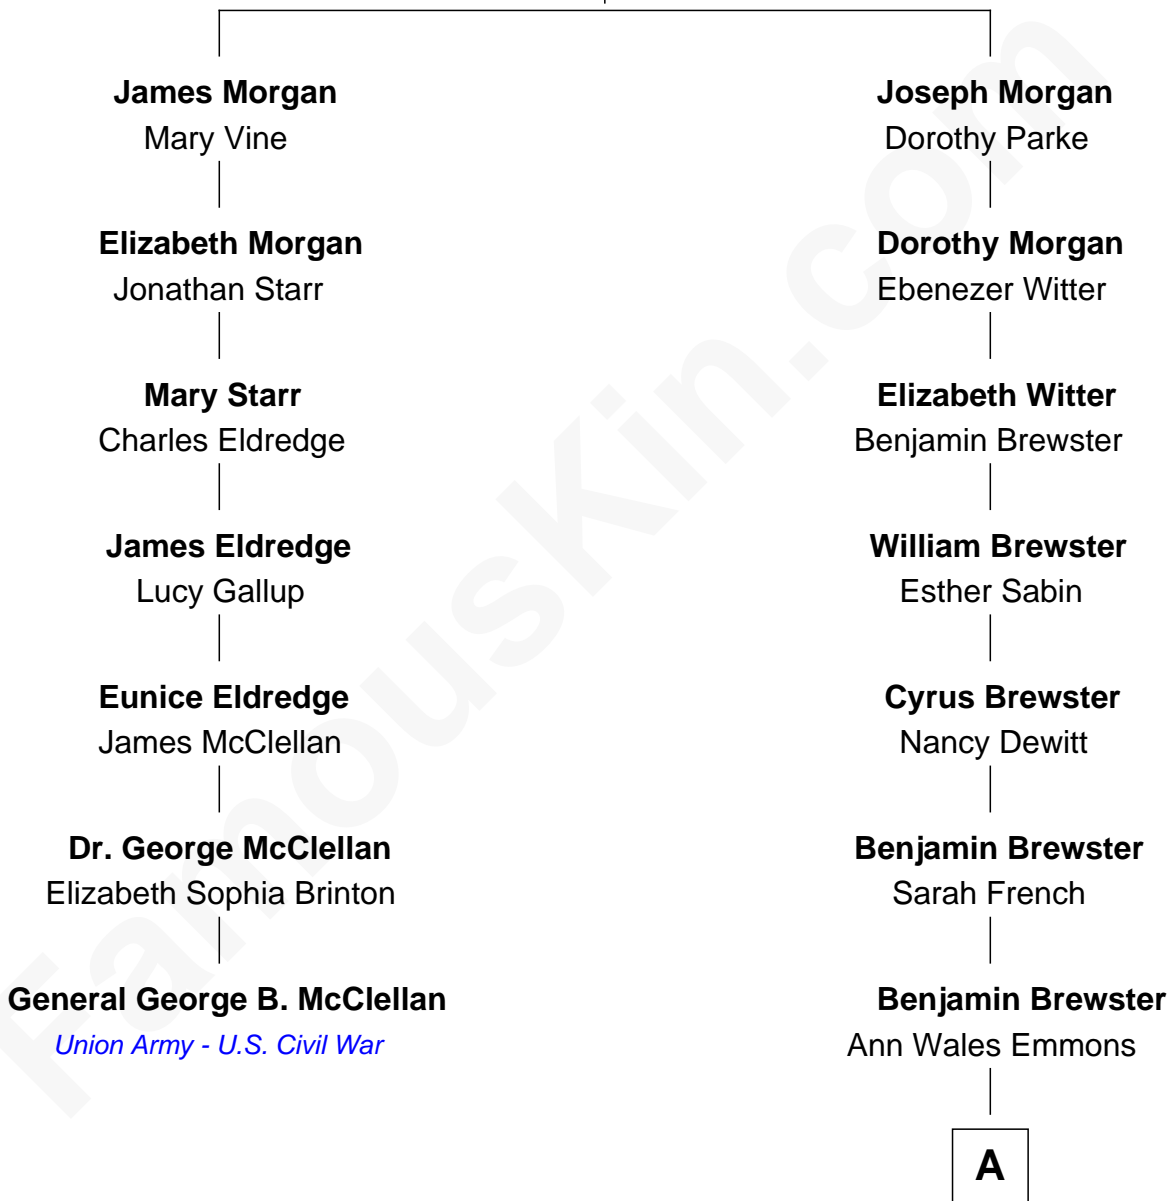 James Morgan
Mary Vine
Elizabeth Morgan
Jonathan Starr
Mary Starr
Charles Eldredge
James Eldredge
Lucy Gallup
Eunice Eldredge
James McClellan
Dr. George McClellan
Elizabeth Sophia Brinton
General George B. McClellan
Union Army - U.S. Civil War
Joseph Morgan
Dorothy Parke
Dorothy Morgan
Ebenezer Witter
Elizabeth Witter
Benjamin Brewster
William Brewster
Esther Sabin
Cyrus Brewster
Nancy Dewitt
Benjamin Brewster
Sarah French
Benjamin Brewster
Ann Wales Emmons
A
FamousKin.com